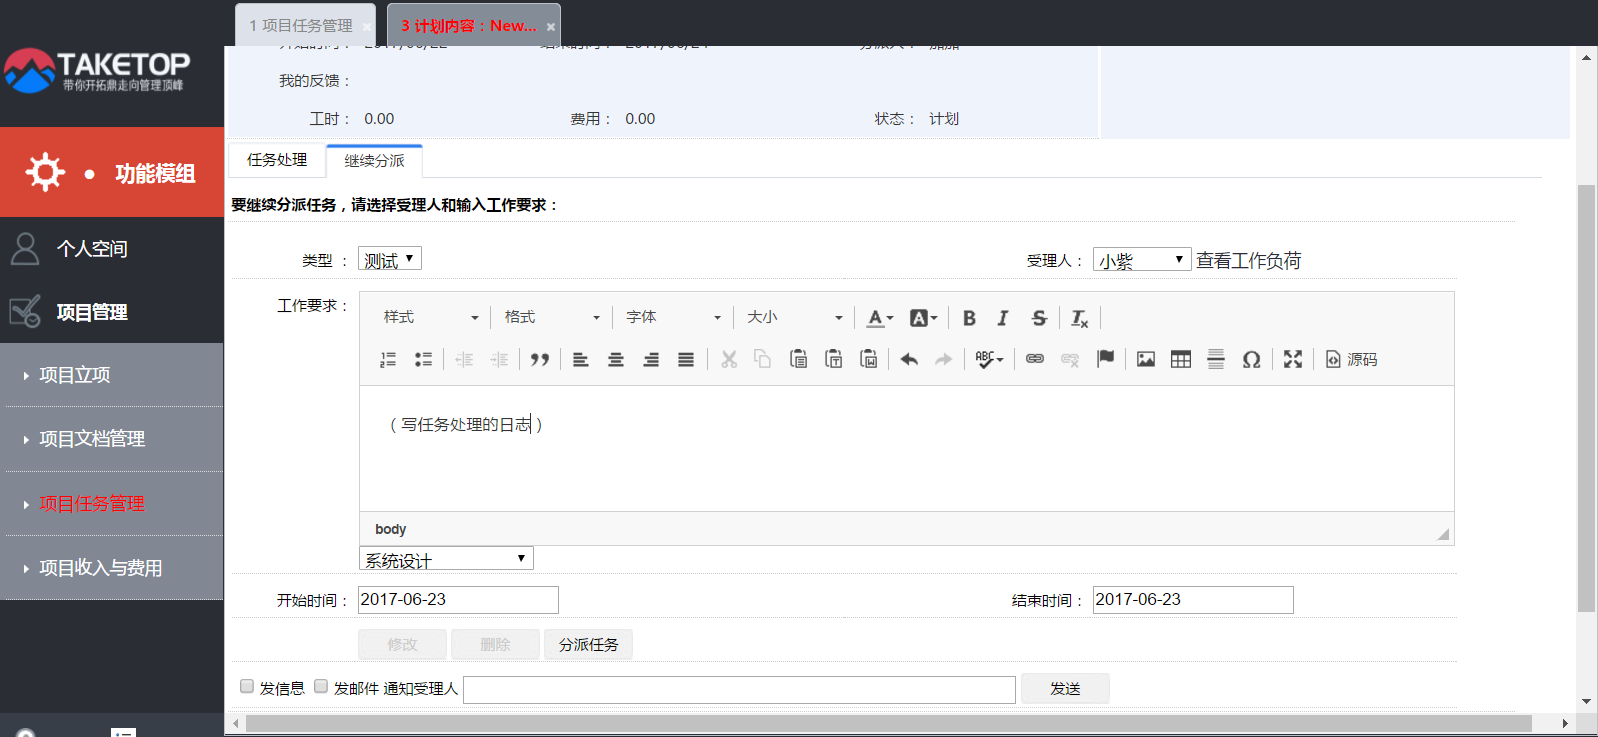 1 项目任务管理 ×
3 计划内容：New... ×
TAKETOP
带你开拓鼎走向管理顶峰
功能模组
个人空间
项目管理
项目立项
项目文档管理
项目任务管理
项目收入与费用
我的反馈：
工时： 0.00 费用： 0.00 状态： 计划
任务处理 继续分派
要继续分派任务，请选择受理人和输入工作要求：
类型 ： 测试 受理人： 小紫 查看工作负荷
工作要求：
样式 格式 字体 大小
源码
（写任务处理的日志）
body
系统设计
开始时间： 2017-06-23 结束时间： 2017-06-23
修改 删除 分派任务
发信息 发邮件 通知受理人 发送